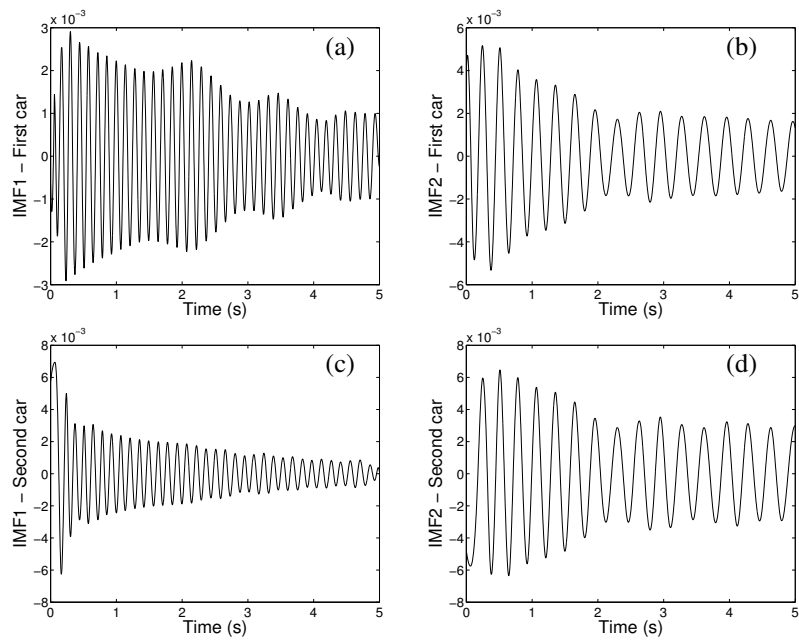 x 10⁻³
(a)
IMF1 − First car
3
2
1
0
−1
−2
−3
0 1 2 3 4 5
Time (s)
x 10⁻³
(b)
IMF2 − First car
6
4
2
0
−2
−4
−6
0 1 2 3 4 5
Time (s)
x 10⁻³
(c)
IMF1 − Second car
8
6
4
2
0
−2
−4
−6
−8
0 1 2 3 4 5
Time (s)
x 10⁻³
(d)
IMF2 − Second car
8
6
4
2
0
−2
−4
−6
−8
0 1 2 3 4 5
Time (s)